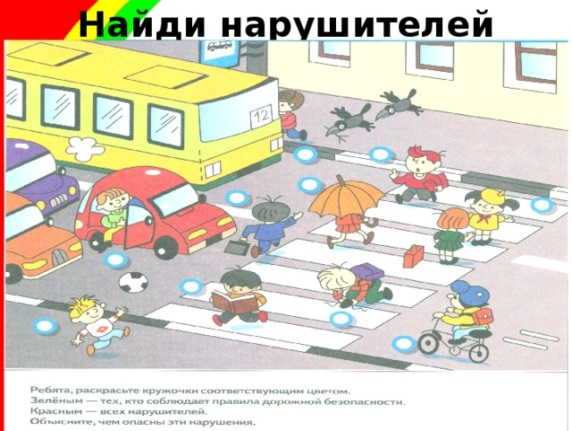 Найди нарушителей
12
Ребята, раскрасьте кружочки соответствующим цветом.
Зелёным — тех, кто соблюдает правила дорожной безопасности.
Красным — всех нарушителей.
Объясните, чем опасны эти нарушения.